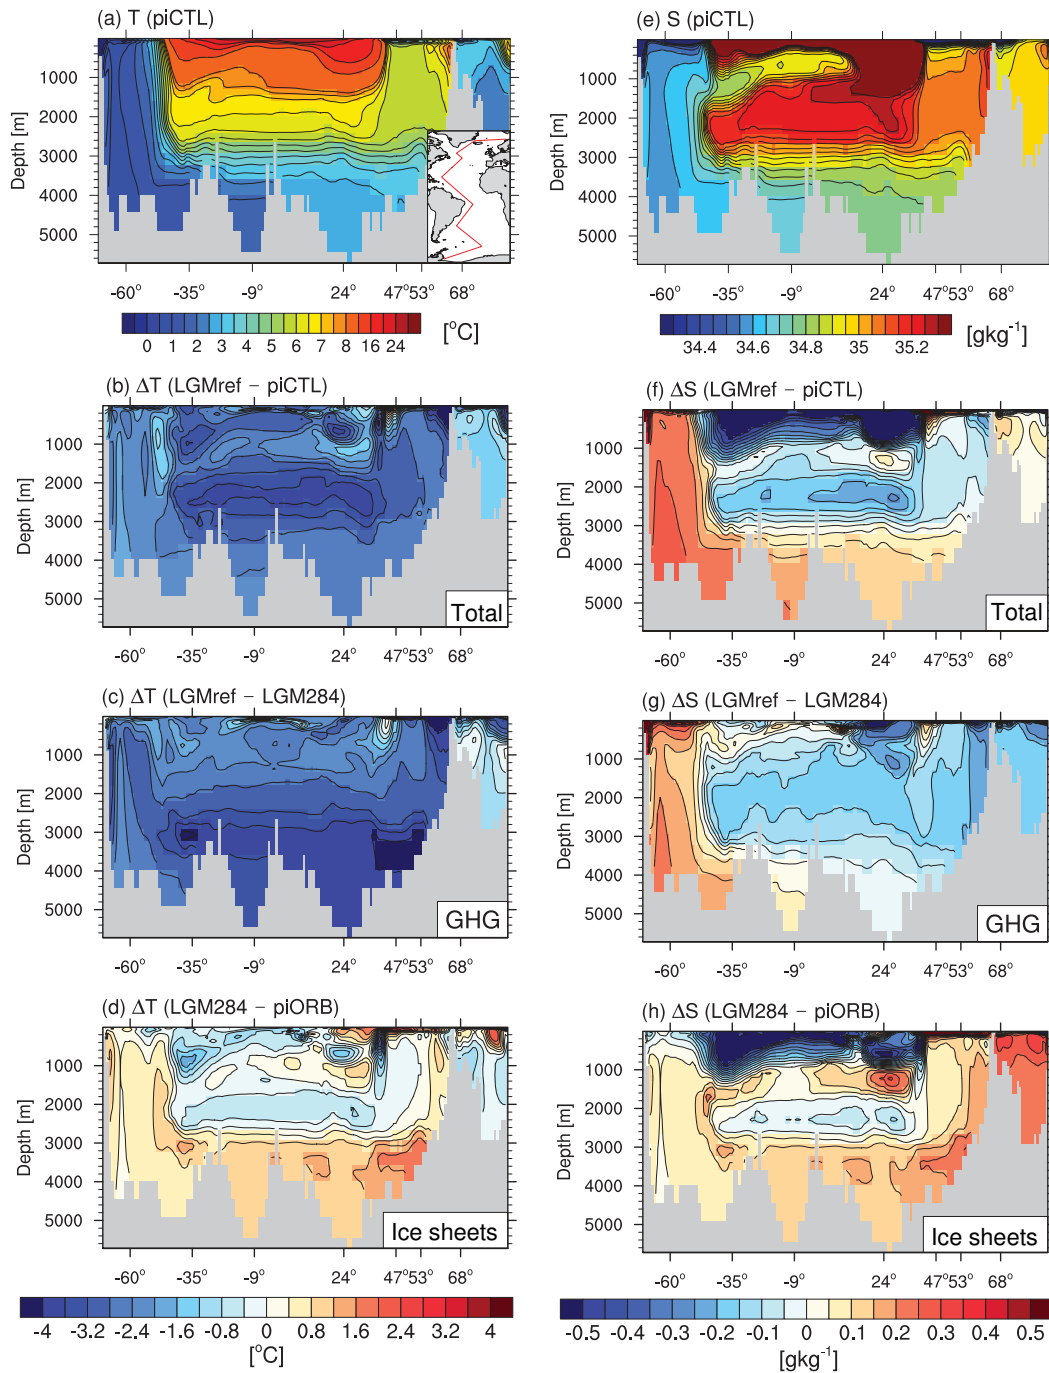 (a) T (piCTL)
Depth [m]
1000
2000
3000
4000
5000
-60° -35° -9° 24° 47°53° 68°
0 1 2 3 4 5 6 7 8 16 24
[°C]
(e) S (piCTL)
Depth [m]
1000
2000
3000
4000
5000
-60° -35° -9° 24° 47°53° 68°
34.4 34.6 34.8 35 35.2
[gkg⁻¹]
(b) ΔT (LGMref − piCTL)
Depth [m]
1000
2000
3000
4000
5000
Total
-60° -35° -9° 24° 47°53° 68°
(f) ΔS (LGMref − piCTL)
Depth [m]
1000
2000
3000
4000
5000
Total
-60° -35° -9° 24° 47°53° 68°
(c) ΔT (LGMref − LGM284)
Depth [m]
1000
2000
3000
4000
5000
GHG
-60° -35° -9° 24° 47°53° 68°
(g) ΔS (LGMref − LGM284)
Depth [m]
1000
2000
3000
4000
5000
GHG
-60° -35° -9° 24° 47°53° 68°
(d) ΔT (LGM284 − piORB)
Depth [m]
1000
2000
3000
4000
5000
Ice sheets
-60° -35° -9° 24° 47°53° 68°
-4 -3.2 -2.4 -1.6 -0.8 0 0.8 1.6 2.4 3.2 4
[°C]
(h) ΔS (LGM284 − piORB)
Depth [m]
1000
2000
3000
4000
5000
Ice sheets
-60° -35° -9° 24° 47°53° 68°
-0.5 -0.4 -0.3 -0.2 -0.1 0 0.1 0.2 0.3 0.4 0.5
[gkg⁻¹]